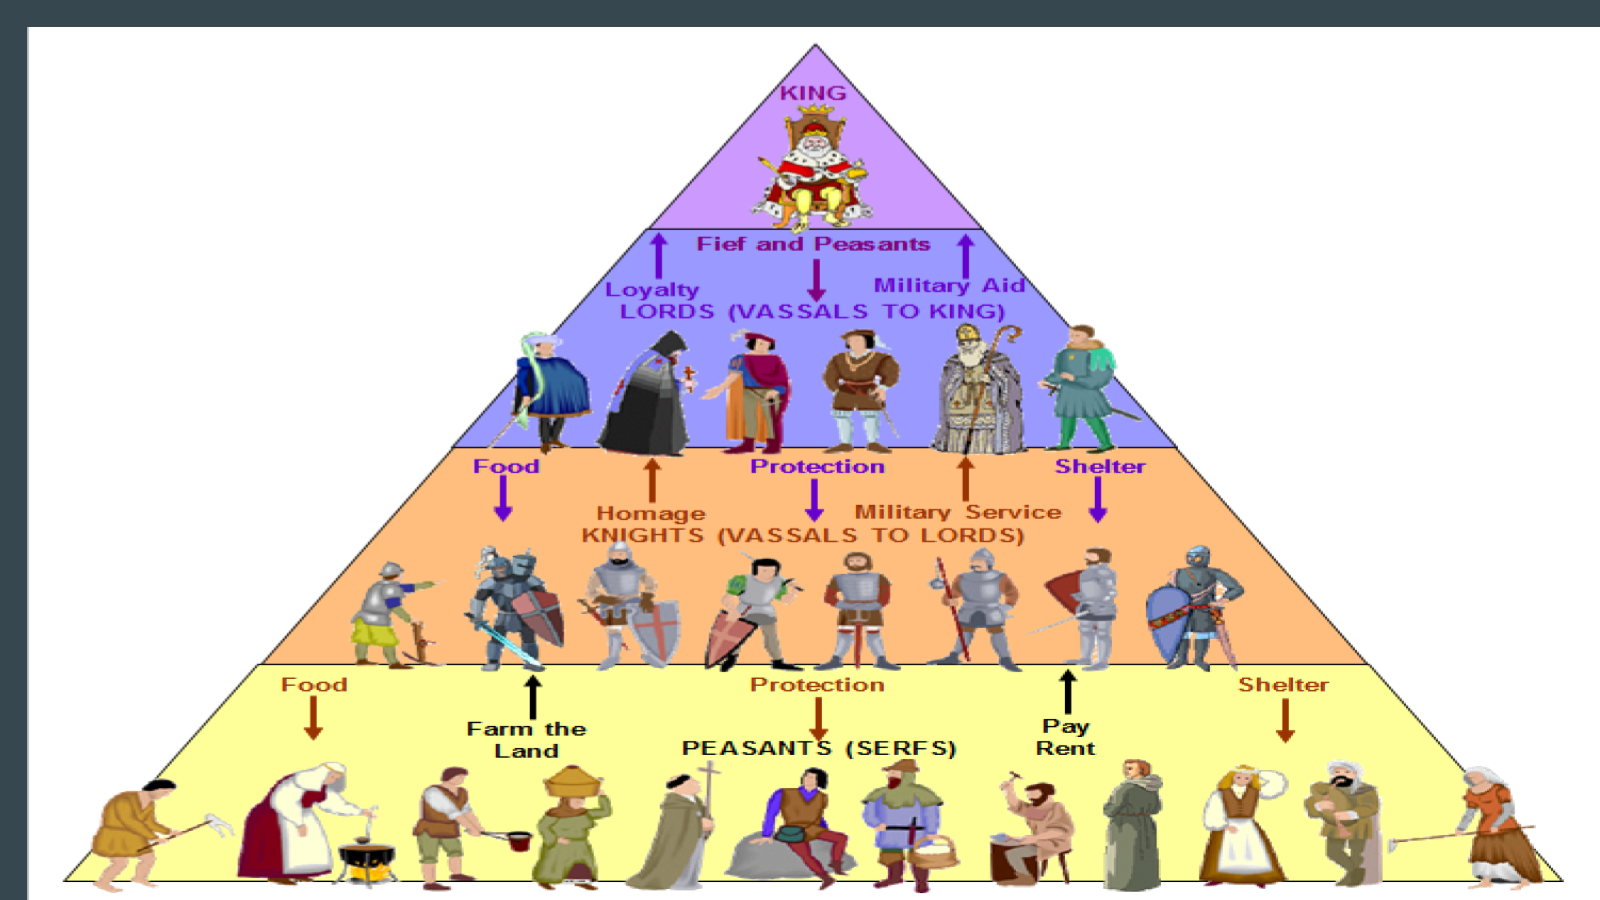 KING
Fief and Peasants
Loyalty
Military Aid
LORDS (VASSALS TO KING)
Food
Protection
Shelter
Homage
Military Service
KNIGHTS (VASSALS TO LORDS)
Food
Protection
Shelter
Farm the
Land
Pay
Rent
PEASANTS (SERFS)